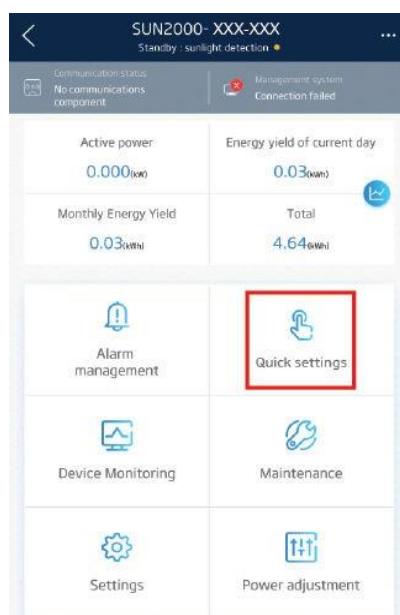 SUN2000- XXX-XXX
Standby : sunlight detection
Communication status
No communications
component
Management system
Connection failed
Active power
0.000(kW)
Energy yield of current day
0.03(kWh)
Monthly Energy Yield
0.03(kWh)
Total
4.64(kWh)
Alarm
management
Quick settings
Device Monitoring
Maintenance
Settings
Power adjustment